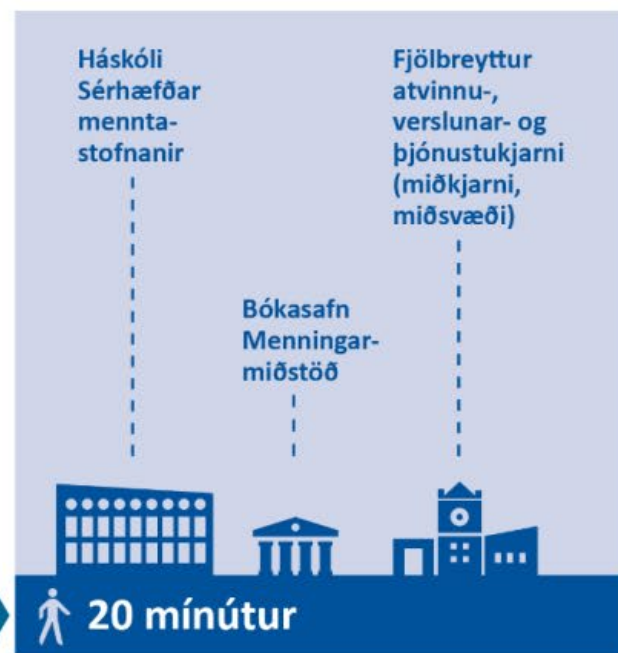 Háskóli
Sérhæfðar
mennta-
stofnanir
Fjölbreyttur
atvinnu-,
verslunar- og
þjónustukjarni
(miðkjarni,
miðsvæði)
Bókasafn
Menningar-
miðstöð
20 mínútur